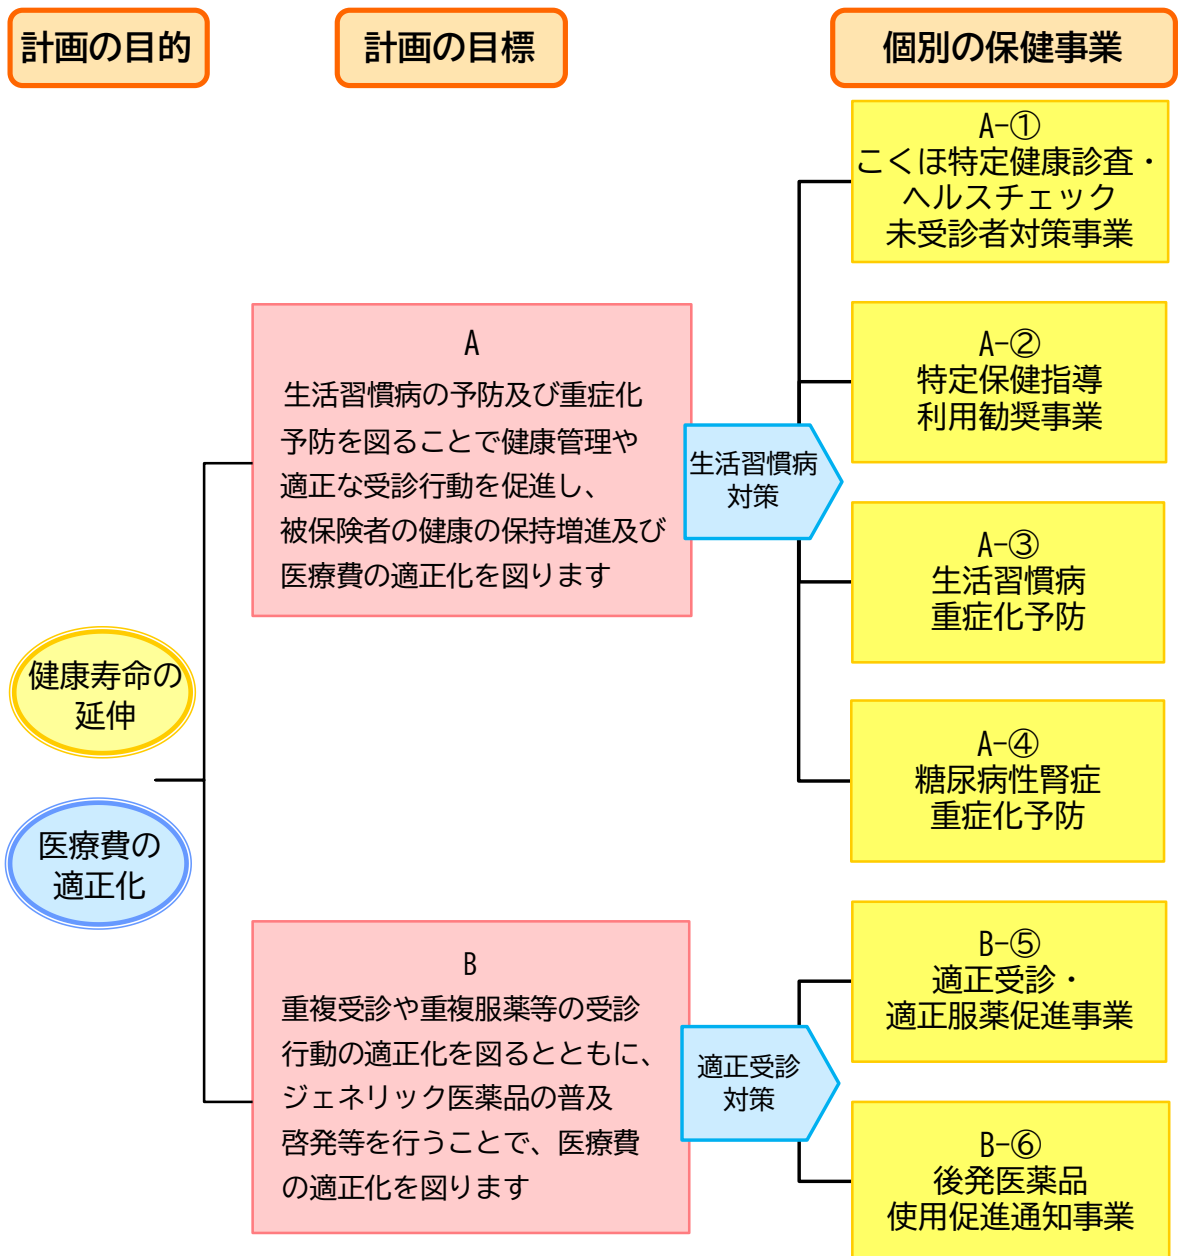 計画の目的
計画の目標
個別の保健事業
健康寿命の
延伸
医療費の
適正化
A
生活習慣病の予防及び重症化
予防を図ることで健康管理や
適正な受診行動を促進し、
被保険者の健康の保持増進及び
医療費の適正化を図ります
生活習慣病
対策
A-①
こくほ特定健康診査・
ヘルスチェック
未受診者対策事業
A-②
特定保健指導
利用勧奨事業
A-③
生活習慣病
重症化予防
A-④
糖尿病性腎症
重症化予防
B
重複受診や重複服薬等の受診
行動の適正化を図るとともに、
ジェネリック医薬品の普及
啓発等を行うことで、医療費
の適正化を図ります
適正受診
対策
B-⑤
適正受診・
適正服薬促進事業
B-⑥
後発医薬品
使用促進通知事業